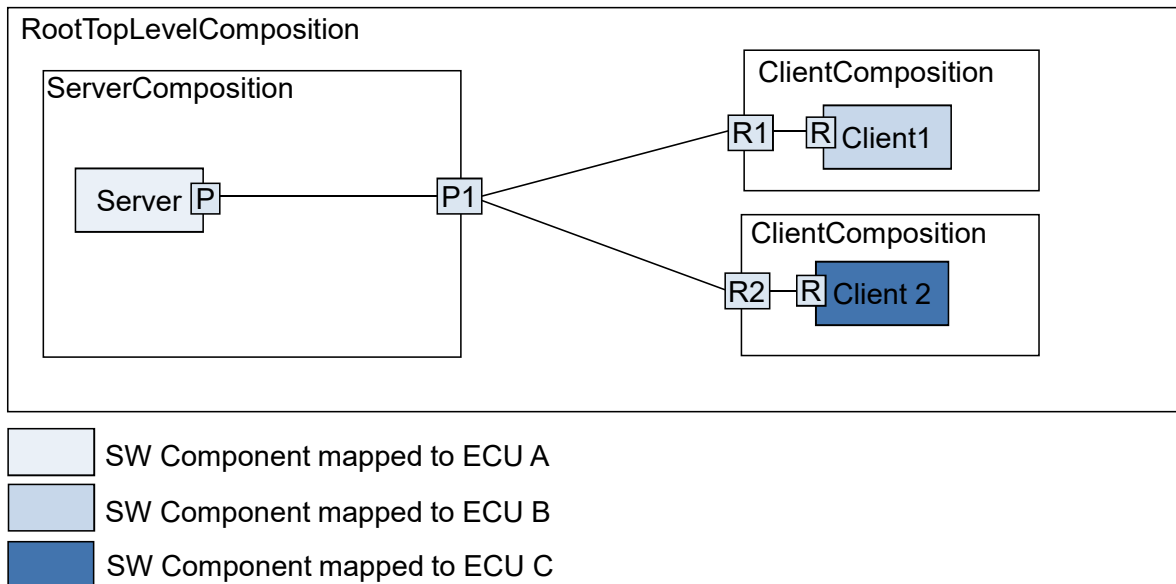 RootTopLevelComposition
ServerComposition
ClientComposition
R1
R
Client1
Server
P
P1
ClientComposition
R2
R
Client 2
SW Component mapped to ECU A
SW Component mapped to ECU B
SW Component mapped to ECU C